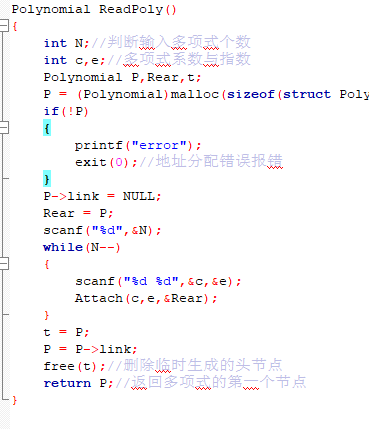 Polynomial ReadPoly()
{
int N;//判断输入多项式个数
int c,e;//多项式系数与指数
Polynomial P,Rear,t;
P = (Polynomial)malloc(sizeof(struct Poly
if(!P)
{
printf("error");
exit(0);//地址分配错误报错
}
P->link = NULL;
Rear = P;
scanf("%d",&N);
while(N--)
{
scanf("%d %d",&c,&e);
Attach(c,e,&Rear);
}
t = P;
P = P->link;
free(t);//删除临时生成的头节点
return P;//返回多项式的第一个节点
}